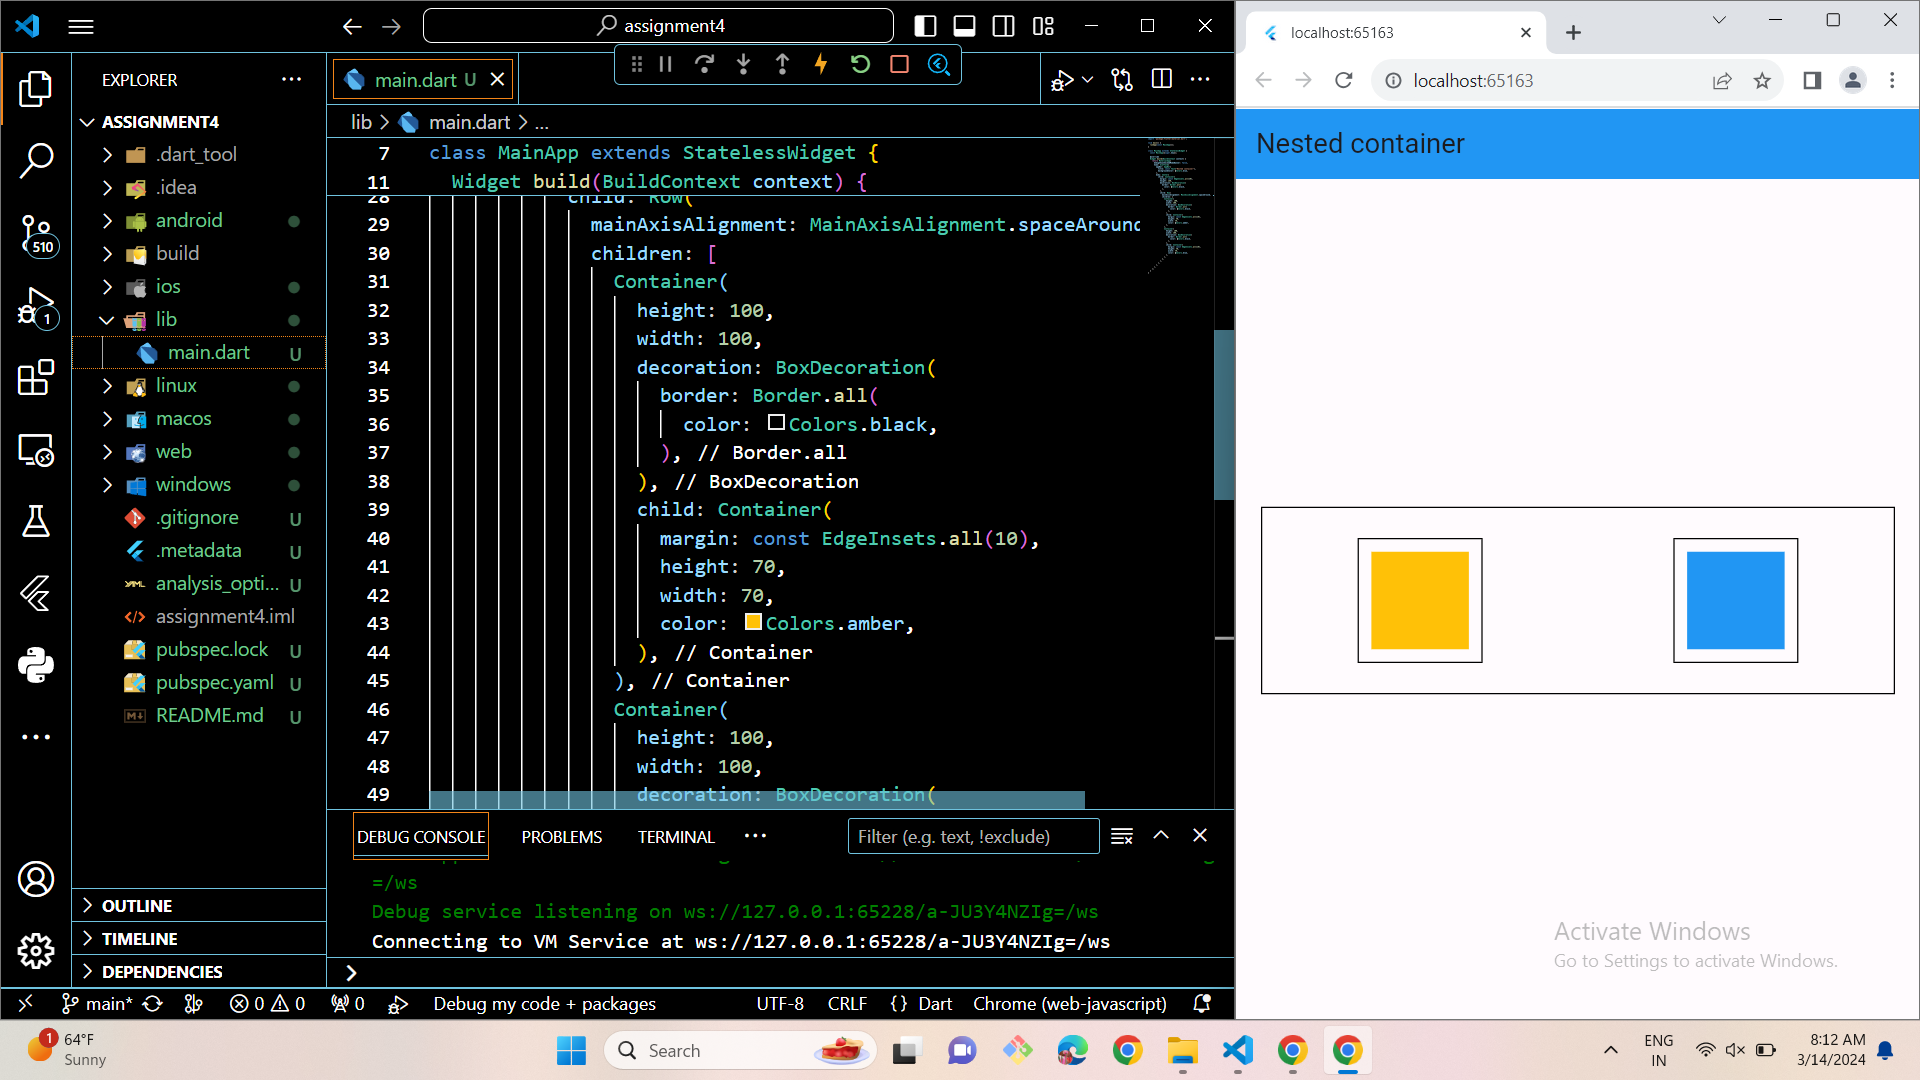 assignment4
EXPLORER
ASSIGNMENT4
.dart_tool
.idea
android
build
ios
lib
main.dart U
linux
macos
web
windows
.gitignore U
.metadata U
analysis_opti... U
assignment4.iml
pubspec.lock U
pubspec.yaml U
README.md U
OUTLINE
TIMELINE
DEPENDENCIES
510
1
main.dart U
lib > main.dart > ...
7 class MainApp extends StatelessWidget {
11 Widget build(BuildContext context) {
28 child: Row(
29 mainAxisAlignment: MainAxisAlignment.spaceAround
30 children: [
31 Container(
32 height: 100,
33 width: 100,
34 decoration: BoxDecoration(
35 border: Border.all(
36 color: Colors.black,
37 ), // Border.all
38 ), // BoxDecoration
39 child: Container(
40 margin: const EdgeInsets.all(10),
41 height: 70,
42 width: 70,
43 color: Colors.amber,
44 ), // Container
45 ), // Container
46 Container(
47 height: 100,
48 width: 100,
49 decoration: BoxDecoration(
DEBUG CONSOLE PROBLEMS TERMINAL
Filter (e.g. text, !exclude)
=/ws
Debug service listening on ws://127.0.0.1:65228/a-JU3Y4NZIg=/ws
Connecting to VM Service at ws://127.0.0.1:65228/a-JU3Y4NZIg=/ws
main* 0 0 0 Debug my code + packages UTF-8 CRLF {} Dart Chrome (web-javascript)
localhost:65163
localhost:65163
Nested container
Activate Windows
Go to Settings to activate Windows.
1
64°F
Sunny
Search
ENG
IN
8:12 AM
3/14/2024